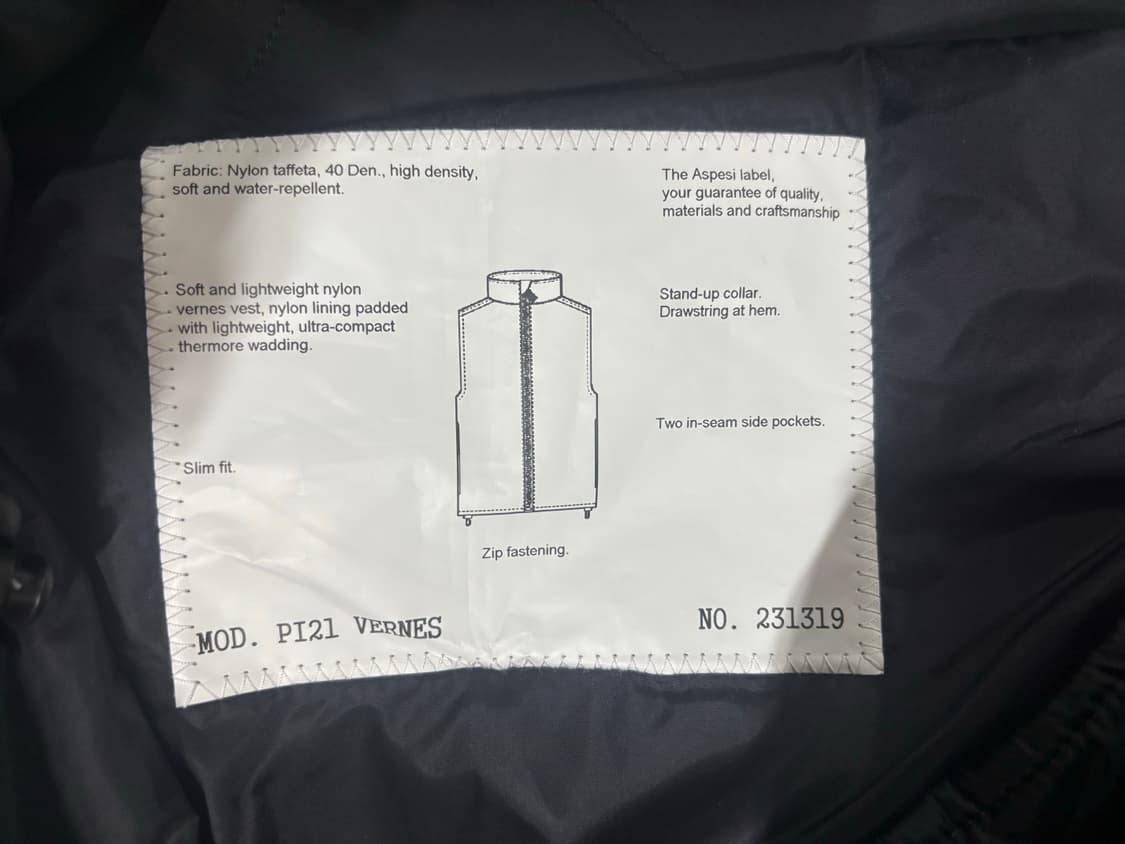 Fabric: Nylon taffeta, 40 Den., high density,
soft and water-repellent.
The Aspesi label,
your guarantee of quality,
materials and craftsmanship
Soft and lightweight nylon
vernes vest, nylon lining padded
with lightweight, ultra-compact
thermore wadding.
Stand-up collar.
Drawstring at hem.
Two in-seam side pockets.
Slim fit.
Zip fastening.
MOD. PI21 VERNES
NO. 231319